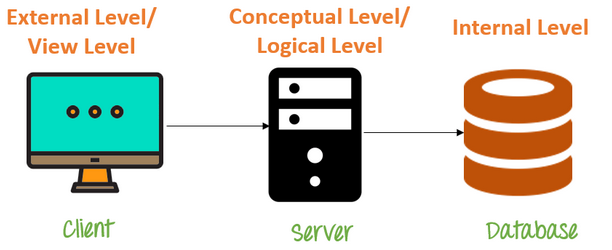 External Level/
View Level
Conceptual Level/
Logical Level
Internal Level
Client
Server
Database